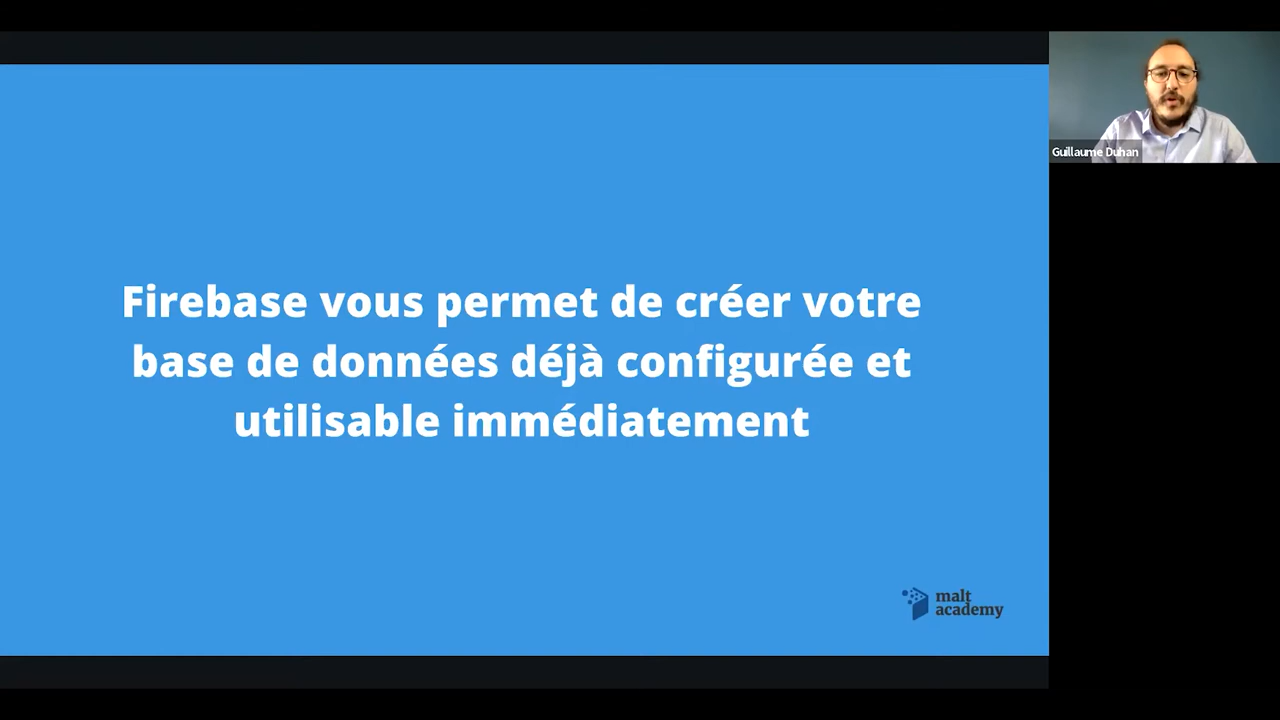 Firebase vous permet de créer votre
base de données déjà configurée et
utilisable immédiatement
malt
academy
Guillaume Duhan